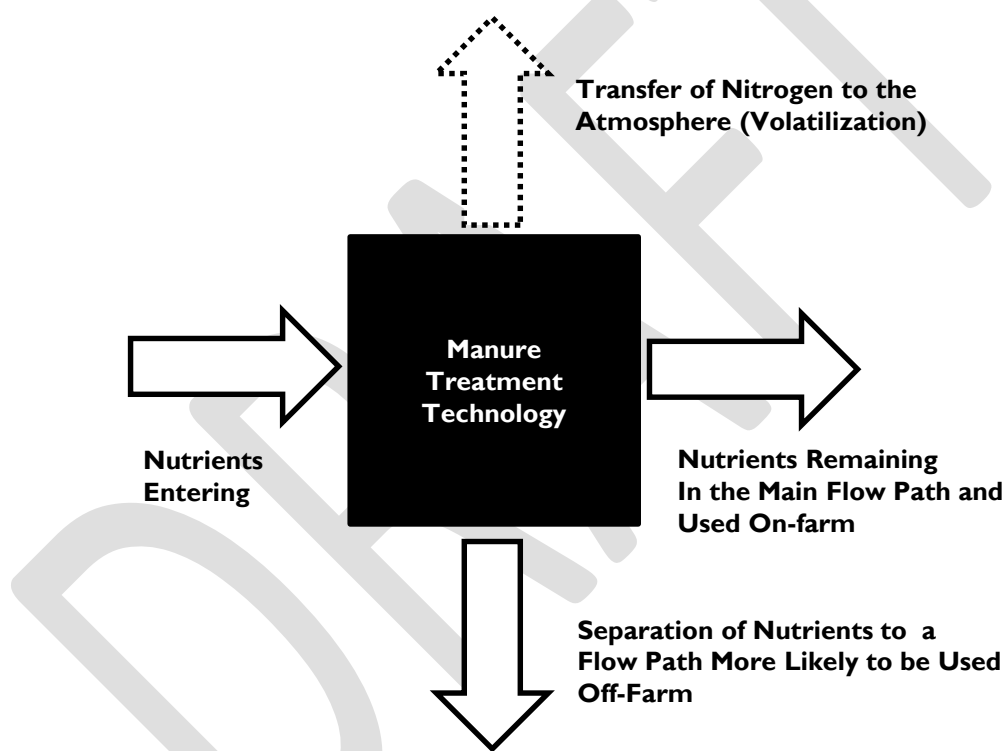 Transfer of Nitrogen to the
Atmosphere (Volatilization)
Manure
Treatment
Technology
Nutrients
Entering
Nutrients Remaining
In the Main Flow Path and
Used On-farm
Separation of Nutrients to  a
Flow Path More Likely to be Used
Off-Farm
DRAFT